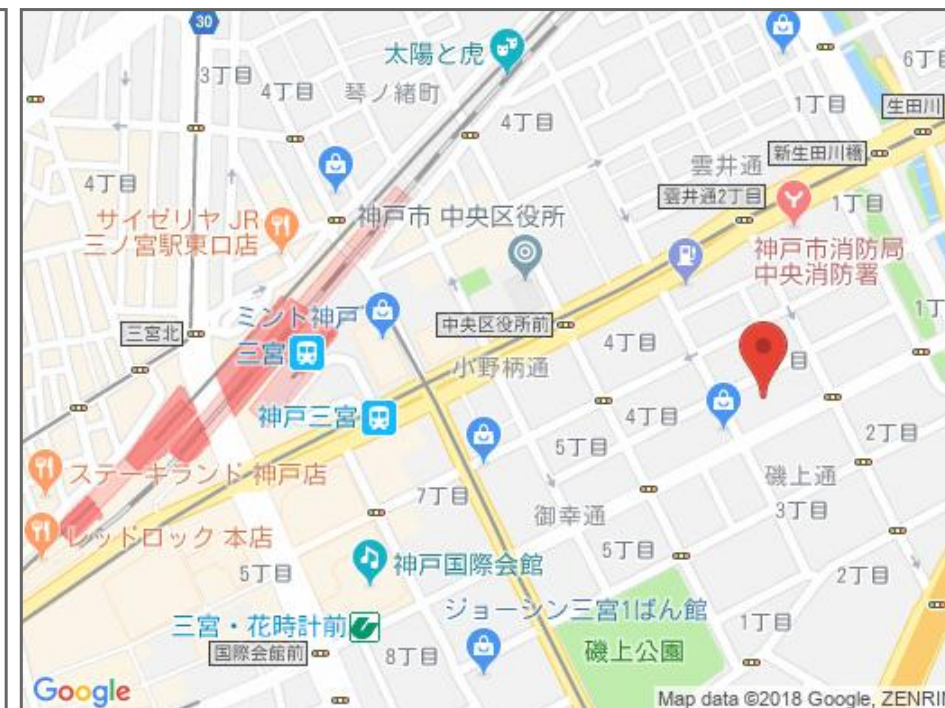 30
太陽と虎
6丁目
3丁目
4丁目
琴ノ緒町
4丁目
1丁目
生田川
新生田川橋
雲井通
4丁目
雲井通2丁目
1丁目
サイゼリヤ JR
三ノ宮駅東口店
神戸市 中央区役所
神戸市消防局
中央消防署
1丁
ミント神戸
三宮北
中央区役所前
三宮
小野柄通
4丁目
目
神戸三宮
4丁目
5丁目
2丁目
ステーキランド 神戸店
磯上通
7丁目
御幸通
3丁目
レッドロック 本店
5丁目
神戸国際会館
5丁目
2丁目
ジョーシン三宮1ばん館
三宮・花時計前
1丁目
国際会館前
8丁目
磯上公園
Google
Map data ©2018 Google, ZENRIN